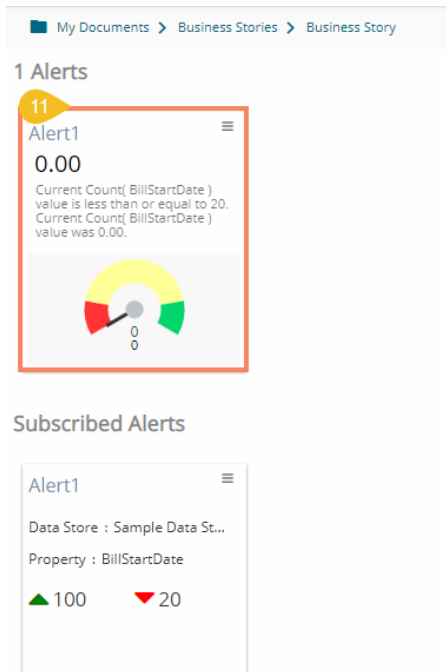 My Documents > Business Stories > Business Story
1 Alerts
11
Alert1
0.00
Current Count( BillStartDate )
value is less than or equal to 20.
Current Count( BillStartDate )
value was 0.00.
0
0
Subscribed Alerts
Alert1
Data Store : Sample Data St...
Property : BillStartDate
100 20